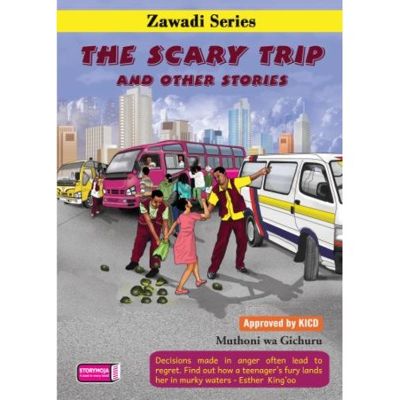 Zawadi Series
THE SCARY TRIP
AND OTHER STORIES
Approved by KICD
Muthoni wa Gichuru
STORYMOJA
Decisions made in anger often lead to
regret. Find out how a teenager's fury lands
her in murky waters - Esther King'oo